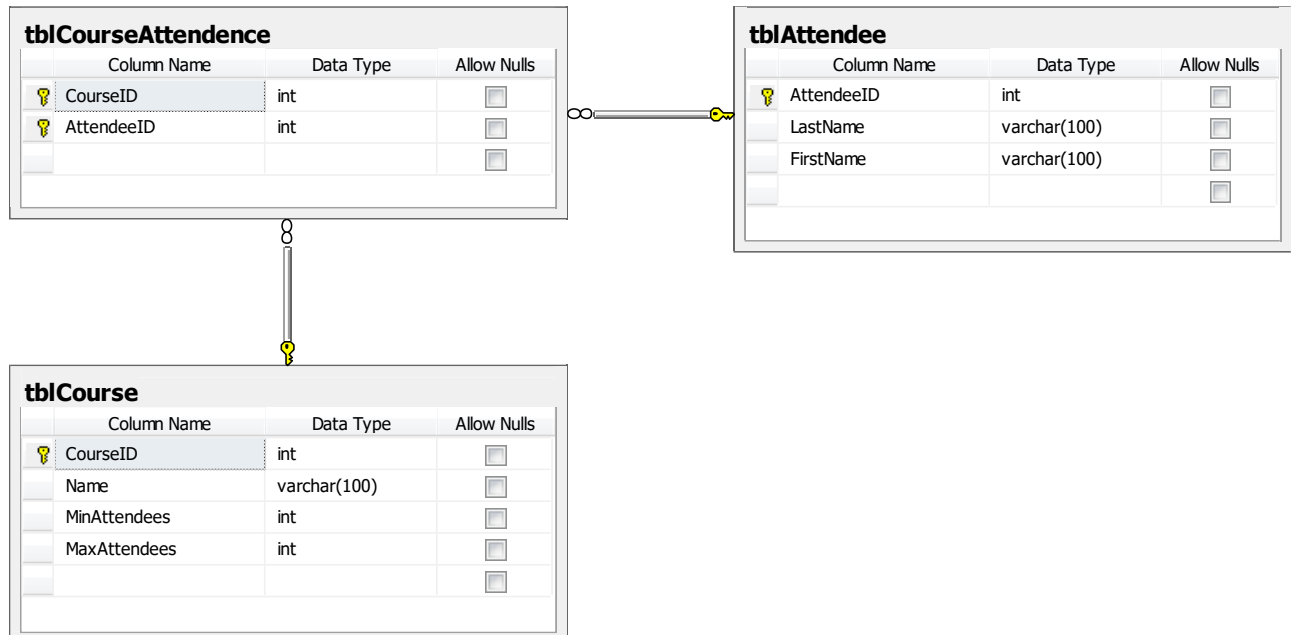 tblCourseAttendence
Column Name Data Type Allow Nulls
CourseID int
AttendeeID int
tblAttendee
Column Name Data Type Allow Nulls
AttendeeID int
LastName varchar(100)
FirstName varchar(100)
tblCourse
Column Name Data Type Allow Nulls
CourseID int
Name varchar(100)
MinAttendees int
MaxAttendees int